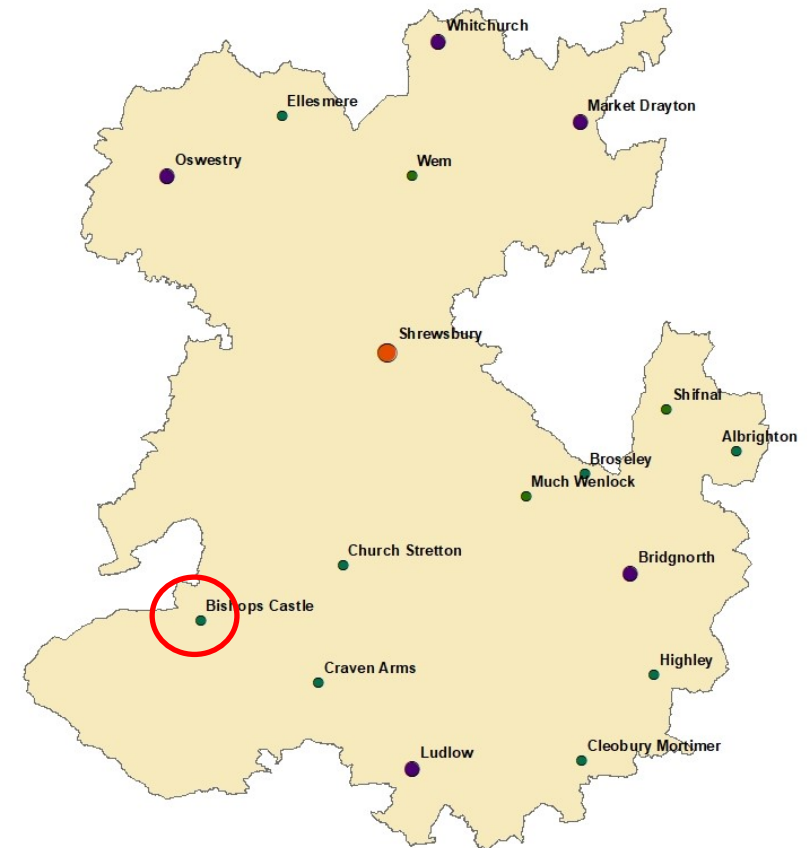 Whitchurch
Ellesmere
Market Drayton
Oswestry
Wem
Shrewsbury
Shifnal
Albrighton
Broseley
Much Wenlock
Church Stretton
Bridgnorth
Bishops Castle
Highley
Craven Arms
Ludlow
Cleobury Mortimer